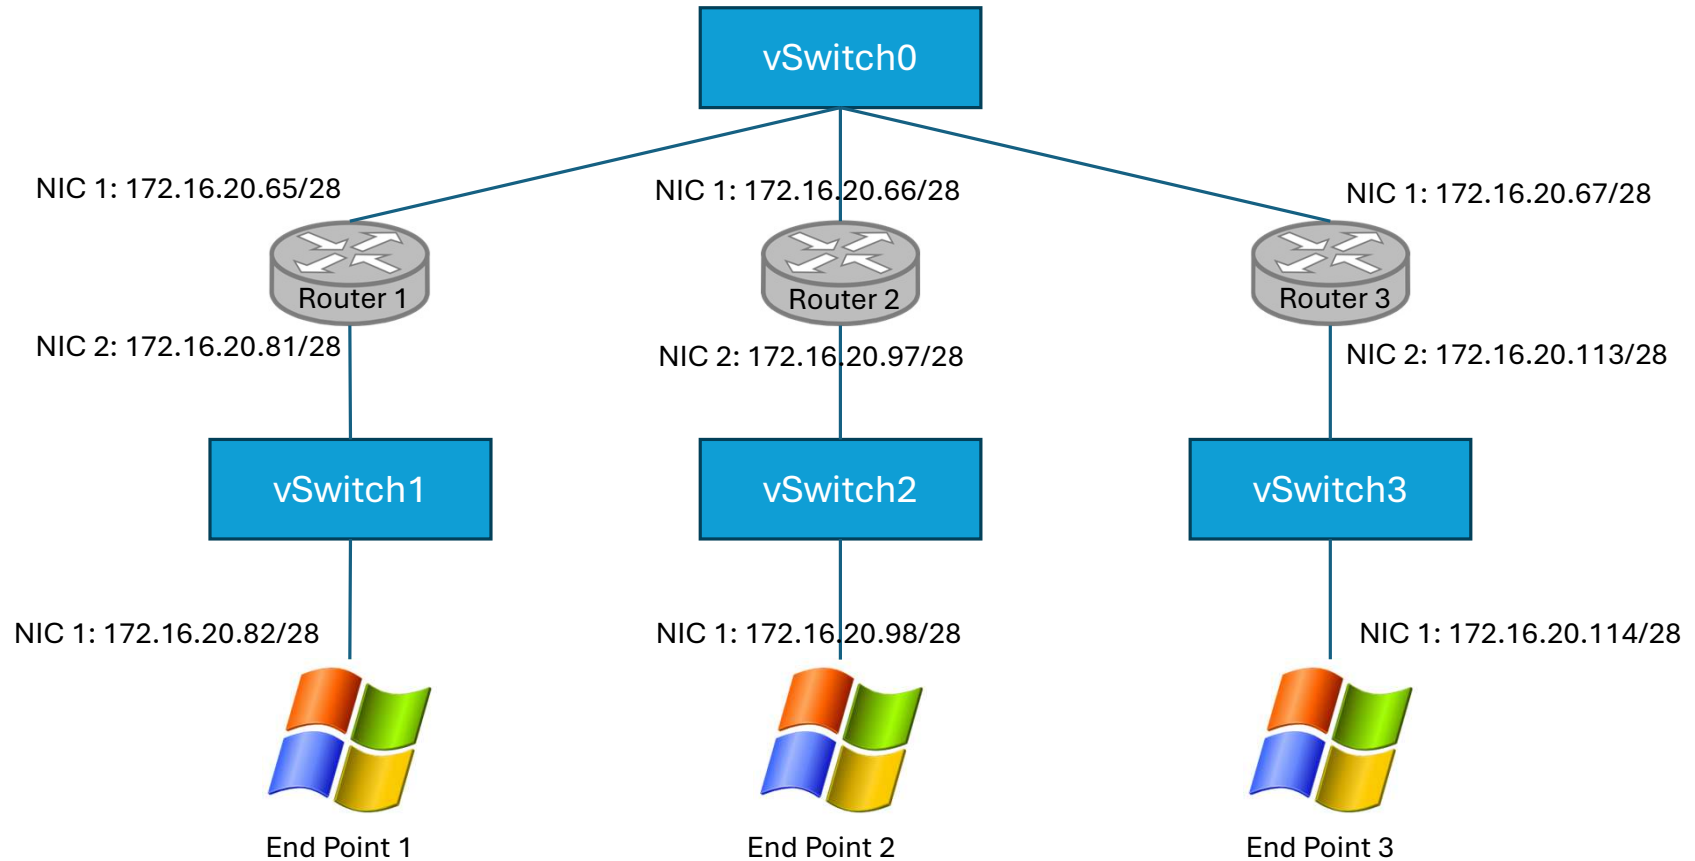 vSwitch0
NIC 1: 172.16.20.65/28
NIC 1: 172.16.20.66/28
NIC 1: 172.16.20.67/28
Router 1
Router 2
Router 3
NIC 2: 172.16.20.81/28
NIC 2: 172.16.20.97/28
NIC 2: 172.16.20.113/28
vSwitch1
vSwitch2
vSwitch3
NIC 1: 172.16.20.82/28
NIC 1: 172.16.20.98/28
NIC 1: 172.16.20.114/28
End Point 1
End Point 2
End Point 3